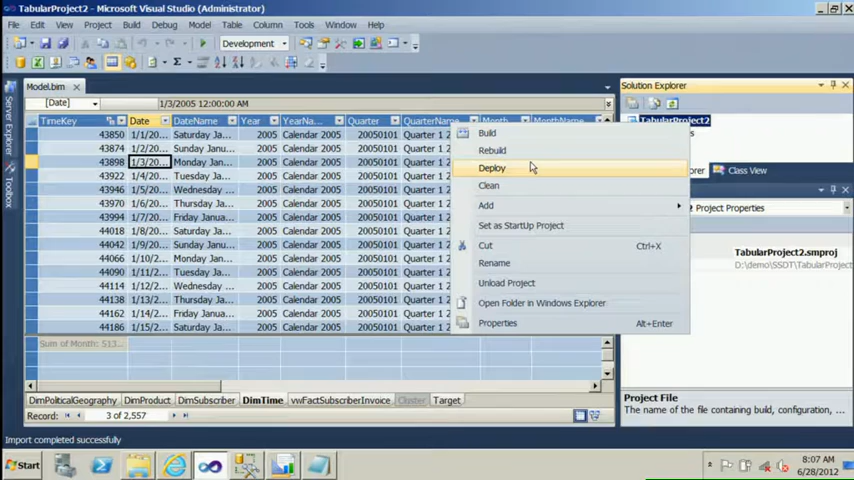 TabularProject2 - Microsoft Visual Studio (Administrator)
File Edit View Project Build Debug Model Table Column Tools Window Help
Development
Model.bim
Solution Explorer
[Date] 1/3/2005 12:00:00 AM
TimeKey Date DateName Year YearNa... Quarter QuarterName Month MonthName
TabularProject2
43850 1/1/20... Saturday Ja... 2005 Calendar 2005 20050101 Quarter 1 2
43874 1/2/20... Sunday Jan... 2005 Calendar 2005 20050101 Quarter 1 2
43898 1/3/20... Monday Jan... 2005 Calendar 2005 20050101 Quarter 1 2
43922 1/4/20... Tuesday Ja... 2005 Calendar 2005 20050101 Quarter 1 2
43946 1/5/20... Wednesday 2005 Calendar 2005 20050101 Quarter 1 2
43970 1/6/20... Thursday Ja... 2005 Calendar 2005 20050101 Quarter 1 2
43994 1/7/20... Friday Janua... 2005 Calendar 2005 20050101 Quarter 1 2
44018 1/8/20... Saturday Ja... 2005 Calendar 2005 20050101 Quarter 1 2
44042 1/9/20... Sunday Jan... 2005 Calendar 2005 20050101 Quarter 1 2
44066 1/10/2... Monday Jan... 2005 Calendar 2005 20050101 Quarter 1 2
44090 1/11/2... Tuesday Ja... 2005 Calendar 2005 20050101 Quarter 1 2
44114 1/12/2... Wednesday 2005 Calendar 2005 20050101 Quarter 1 2
44138 1/13/2... Thursday Ja... 2005 Calendar 2005 20050101 Quarter 1 2
44162 1/14/2... Friday Janua... 2005 Calendar 2005 20050101 Quarter 1 2
44186 1/15/2... Saturday Ja... 2005 Calendar 2005 20050101 Quarter 1 2
Sum of Month: 513...
Server Explorer
Toolbox
Build
Rebuild
Deploy
Clean
Add
Set as StartUp Project
Cut Ctrl+X
Rename
Unload Project
Open Folder in Windows Explorer
Properties Alt+Enter
Class View
Project Properties
TabularProject2.smproj
D:\demo\SSDT\TabularProject
Project File
The name of the file containing build, configuration, ...
DimPoliticalGeography DimProduct DimSubscriber DimTime vwFactSubscriberInvoice Cluster Target
Record: 3 of 2,557
Import completed successfully
Start
8:07 AM
6/28/2012